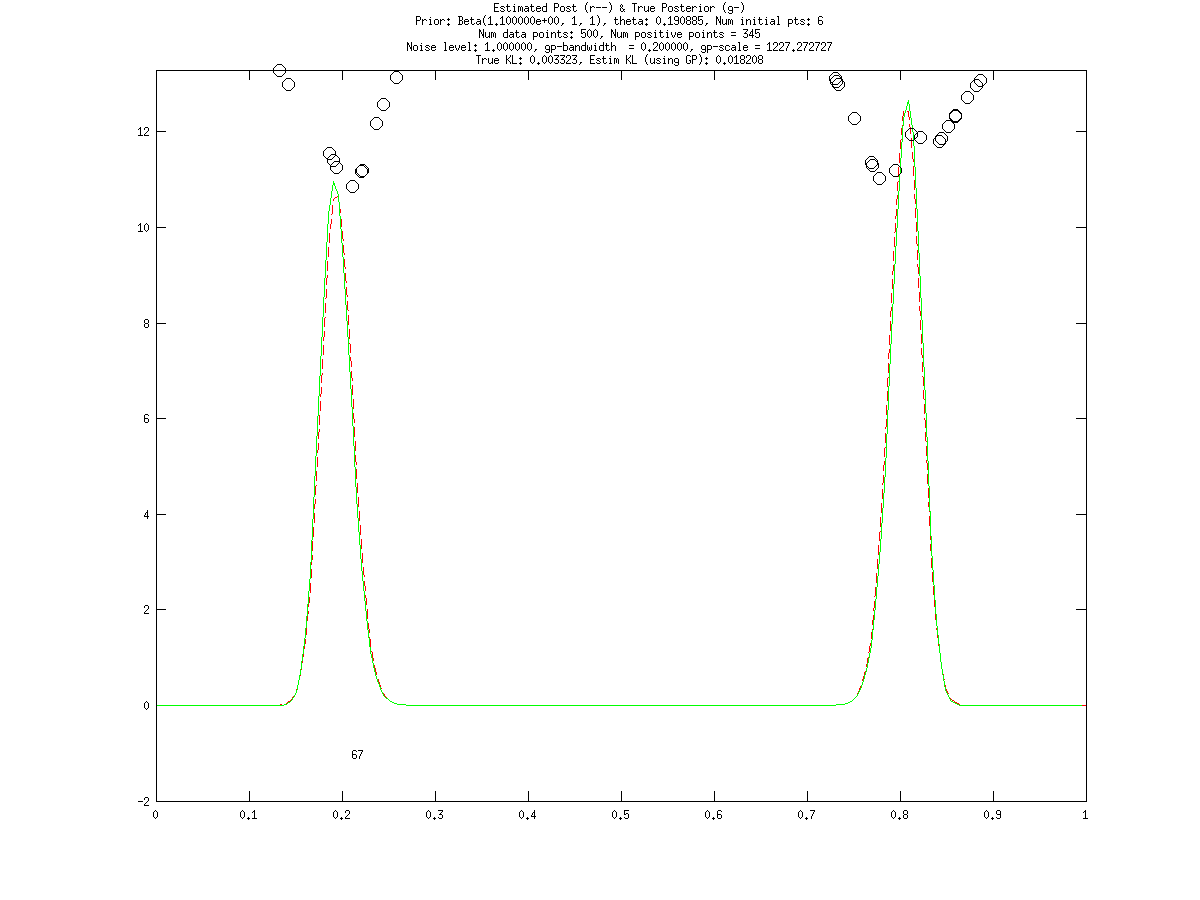 Estimated Post (r--) & True Posterior (g-)
Prior: Beta(1.100000e+00, 1, 1), theta: 0.190885, Num initial pts: 6
Num data points: 500, Num positive points = 345
Noise level: 1.000000, gp-bandwidth  = 0.200000, gp-scale = 1227.272727
True KL: 0.003323, Estim KL (using GP): 0.018208
12
10
8
6
4
2
0
67
-2
0 0.1 0.2 0.3 0.4 0.5 0.6 0.7 0.8 0.9 1